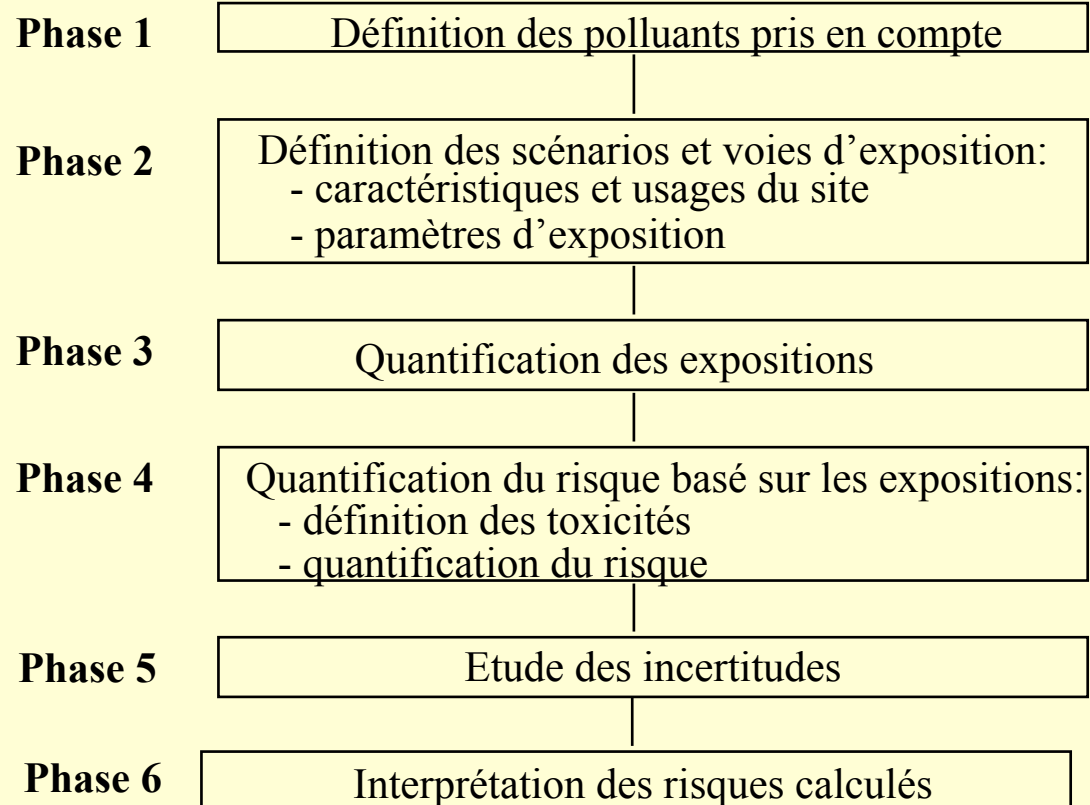 Phase 1 Définition des polluants pris en compte
Phase 2 Définition des scénarios et voies d'exposition:
- caractéristiques et usages du site
- paramètres d'exposition
Phase 3 Quantification des expositions
Phase 4 Quantification du risque basé sur les expositions:
- définition des toxicités
- quantification du risque
Phase 5 Etude des incertitudes
Phase 6 Interprétation des risques calculés